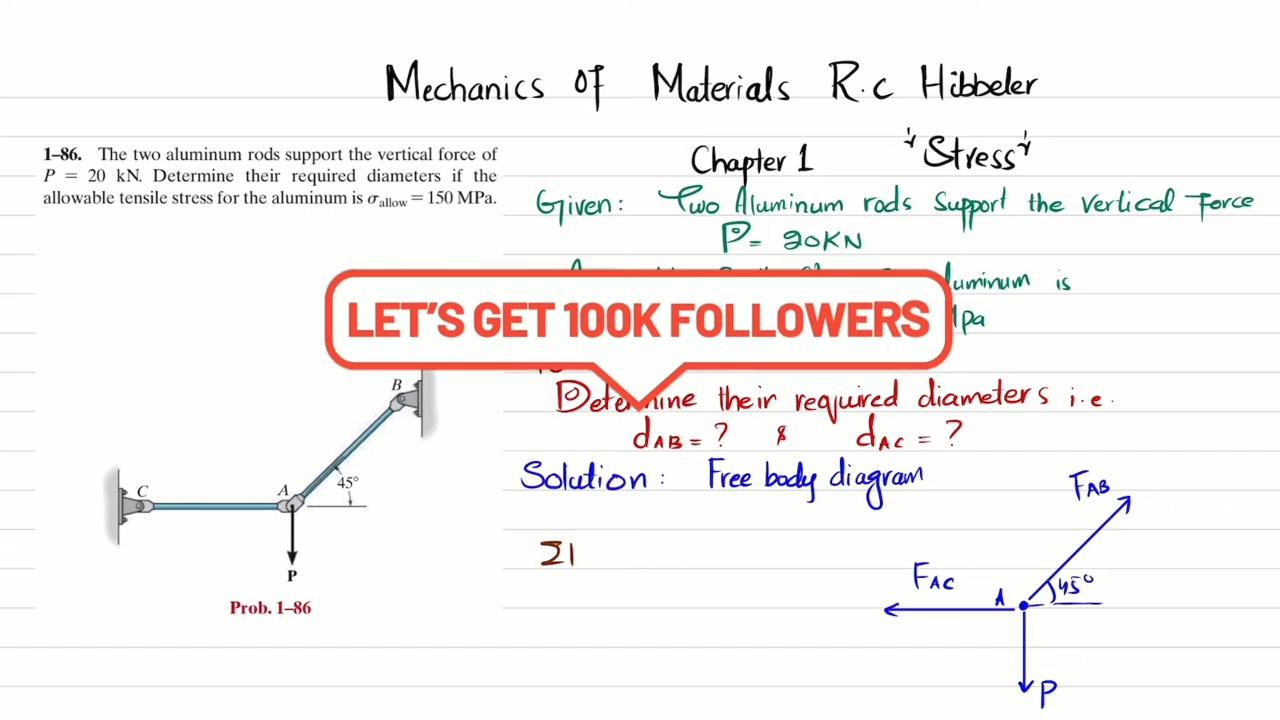 Mechanics of Materials R.c Hibbeler
1–86. The two aluminum rods support the vertical force of
P = 20 kN. Determine their required diameters if the
allowable tensile stress for the aluminum is σallow = 150 MPa.
Chapter 1 "Stress"
Given: Two Aluminum rods support the vertical Force
P = 20KN
luminum is
Mpa
LET'S GET 100K FOLLOWERS
Determine their required diameters i.e.
dAB = ? & dAC = ?
Solution: Free body diagram
B
C
A
45°
P
Prob. 1–86
ΣI
FAB
FAC
A
45°
P